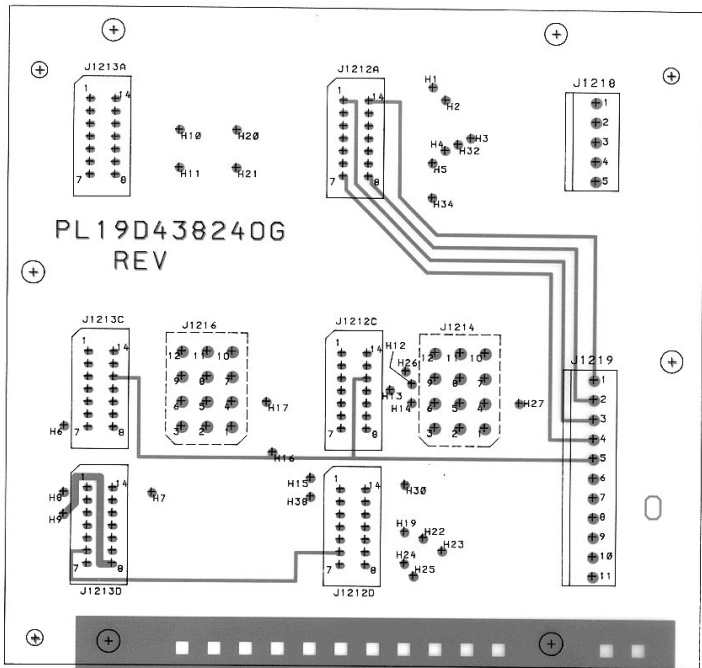 J1213A
1 14
7 8
J1212A
1 14
7 8
H1
H2
H3
H4 H32
H5
H34
H10 H20
H11 H21
J1218
1
2
3
4
5
PL19D438240G
REV
J1213C
1 14
7 8
H6
J1216
12 11 10
9 8 7
6 5 4
3 2 1
H17
H16
J1212C
1 14
7 8
H12
H26
H13
H14
J1214
12 11 10
9 8 7
6 5 4
3 2 1
H27
J1219
1
2
3
4
5
6
7
8
9
10
11
H8
H9
1 14
7 8
J1213D
H7
H15
H38
1 14
7 8
J1212D
H30
H19
H22
H23
H24
H25